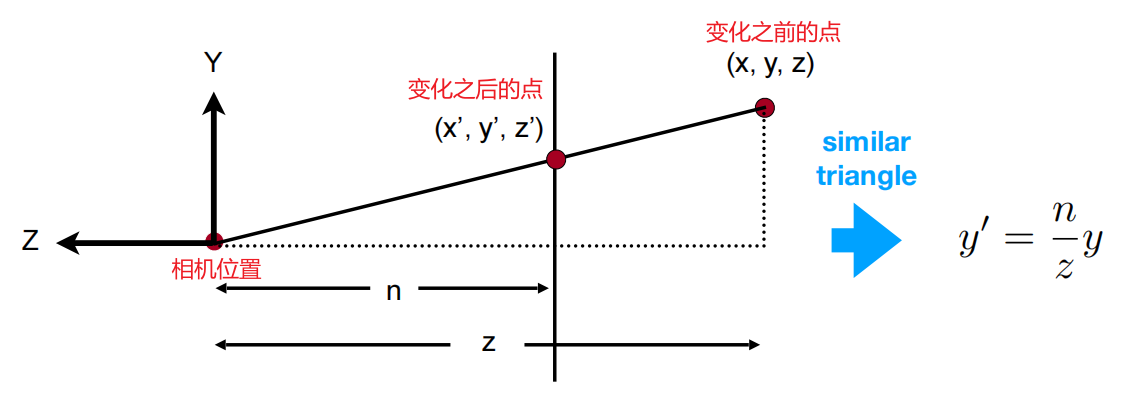 变化之前的点
(x, y, z)
Y
变化之后的点
(x’, y’, z’)
similar
triangle
Z
y′ = n/z y
相机位置
n
z